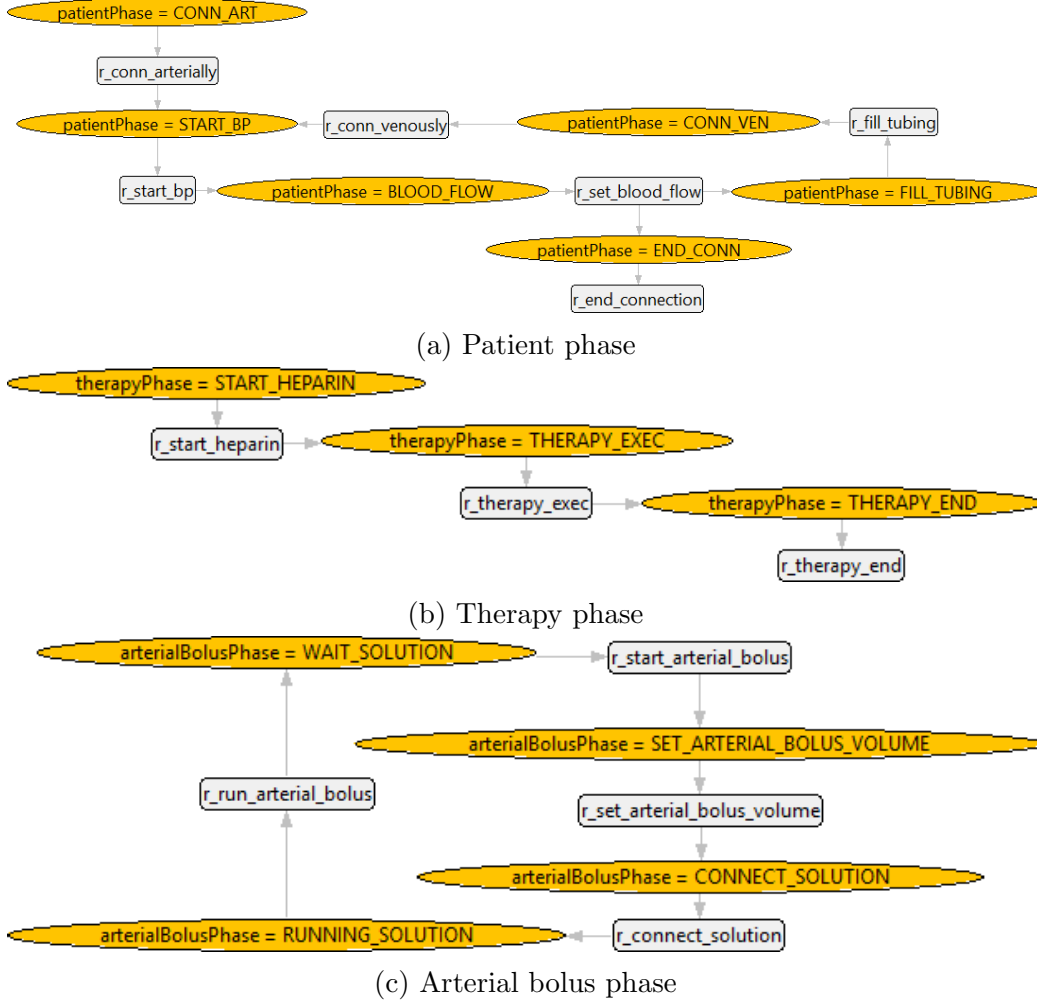 patientPhase = CONN_ART
r_conn_arterially
patientPhase = START_BP
r_conn_venously
patientPhase = CONN_VEN
r_fill_tubing
r_start_bp
patientPhase = BLOOD_FLOW
r_set_blood_flow
patientPhase = FILL_TUBING
patientPhase = END_CONN
r_end_connection
(a) Patient phase
therapyPhase = START_HEPARIN
r_start_heparin
therapyPhase = THERAPY_EXEC
r_therapy_exec
therapyPhase = THERAPY_END
r_therapy_end
(b) Therapy phase
arterialBolusPhase = WAIT_SOLUTION
r_start_arterial_bolus
arterialBolusPhase = SET_ARTERIAL_BOLUS_VOLUME
r_run_arterial_bolus
r_set_arterial_bolus_volume
arterialBolusPhase = CONNECT_SOLUTION
arterialBolusPhase = RUNNING_SOLUTION
r_connect_solution
(c) Arterial bolus phase